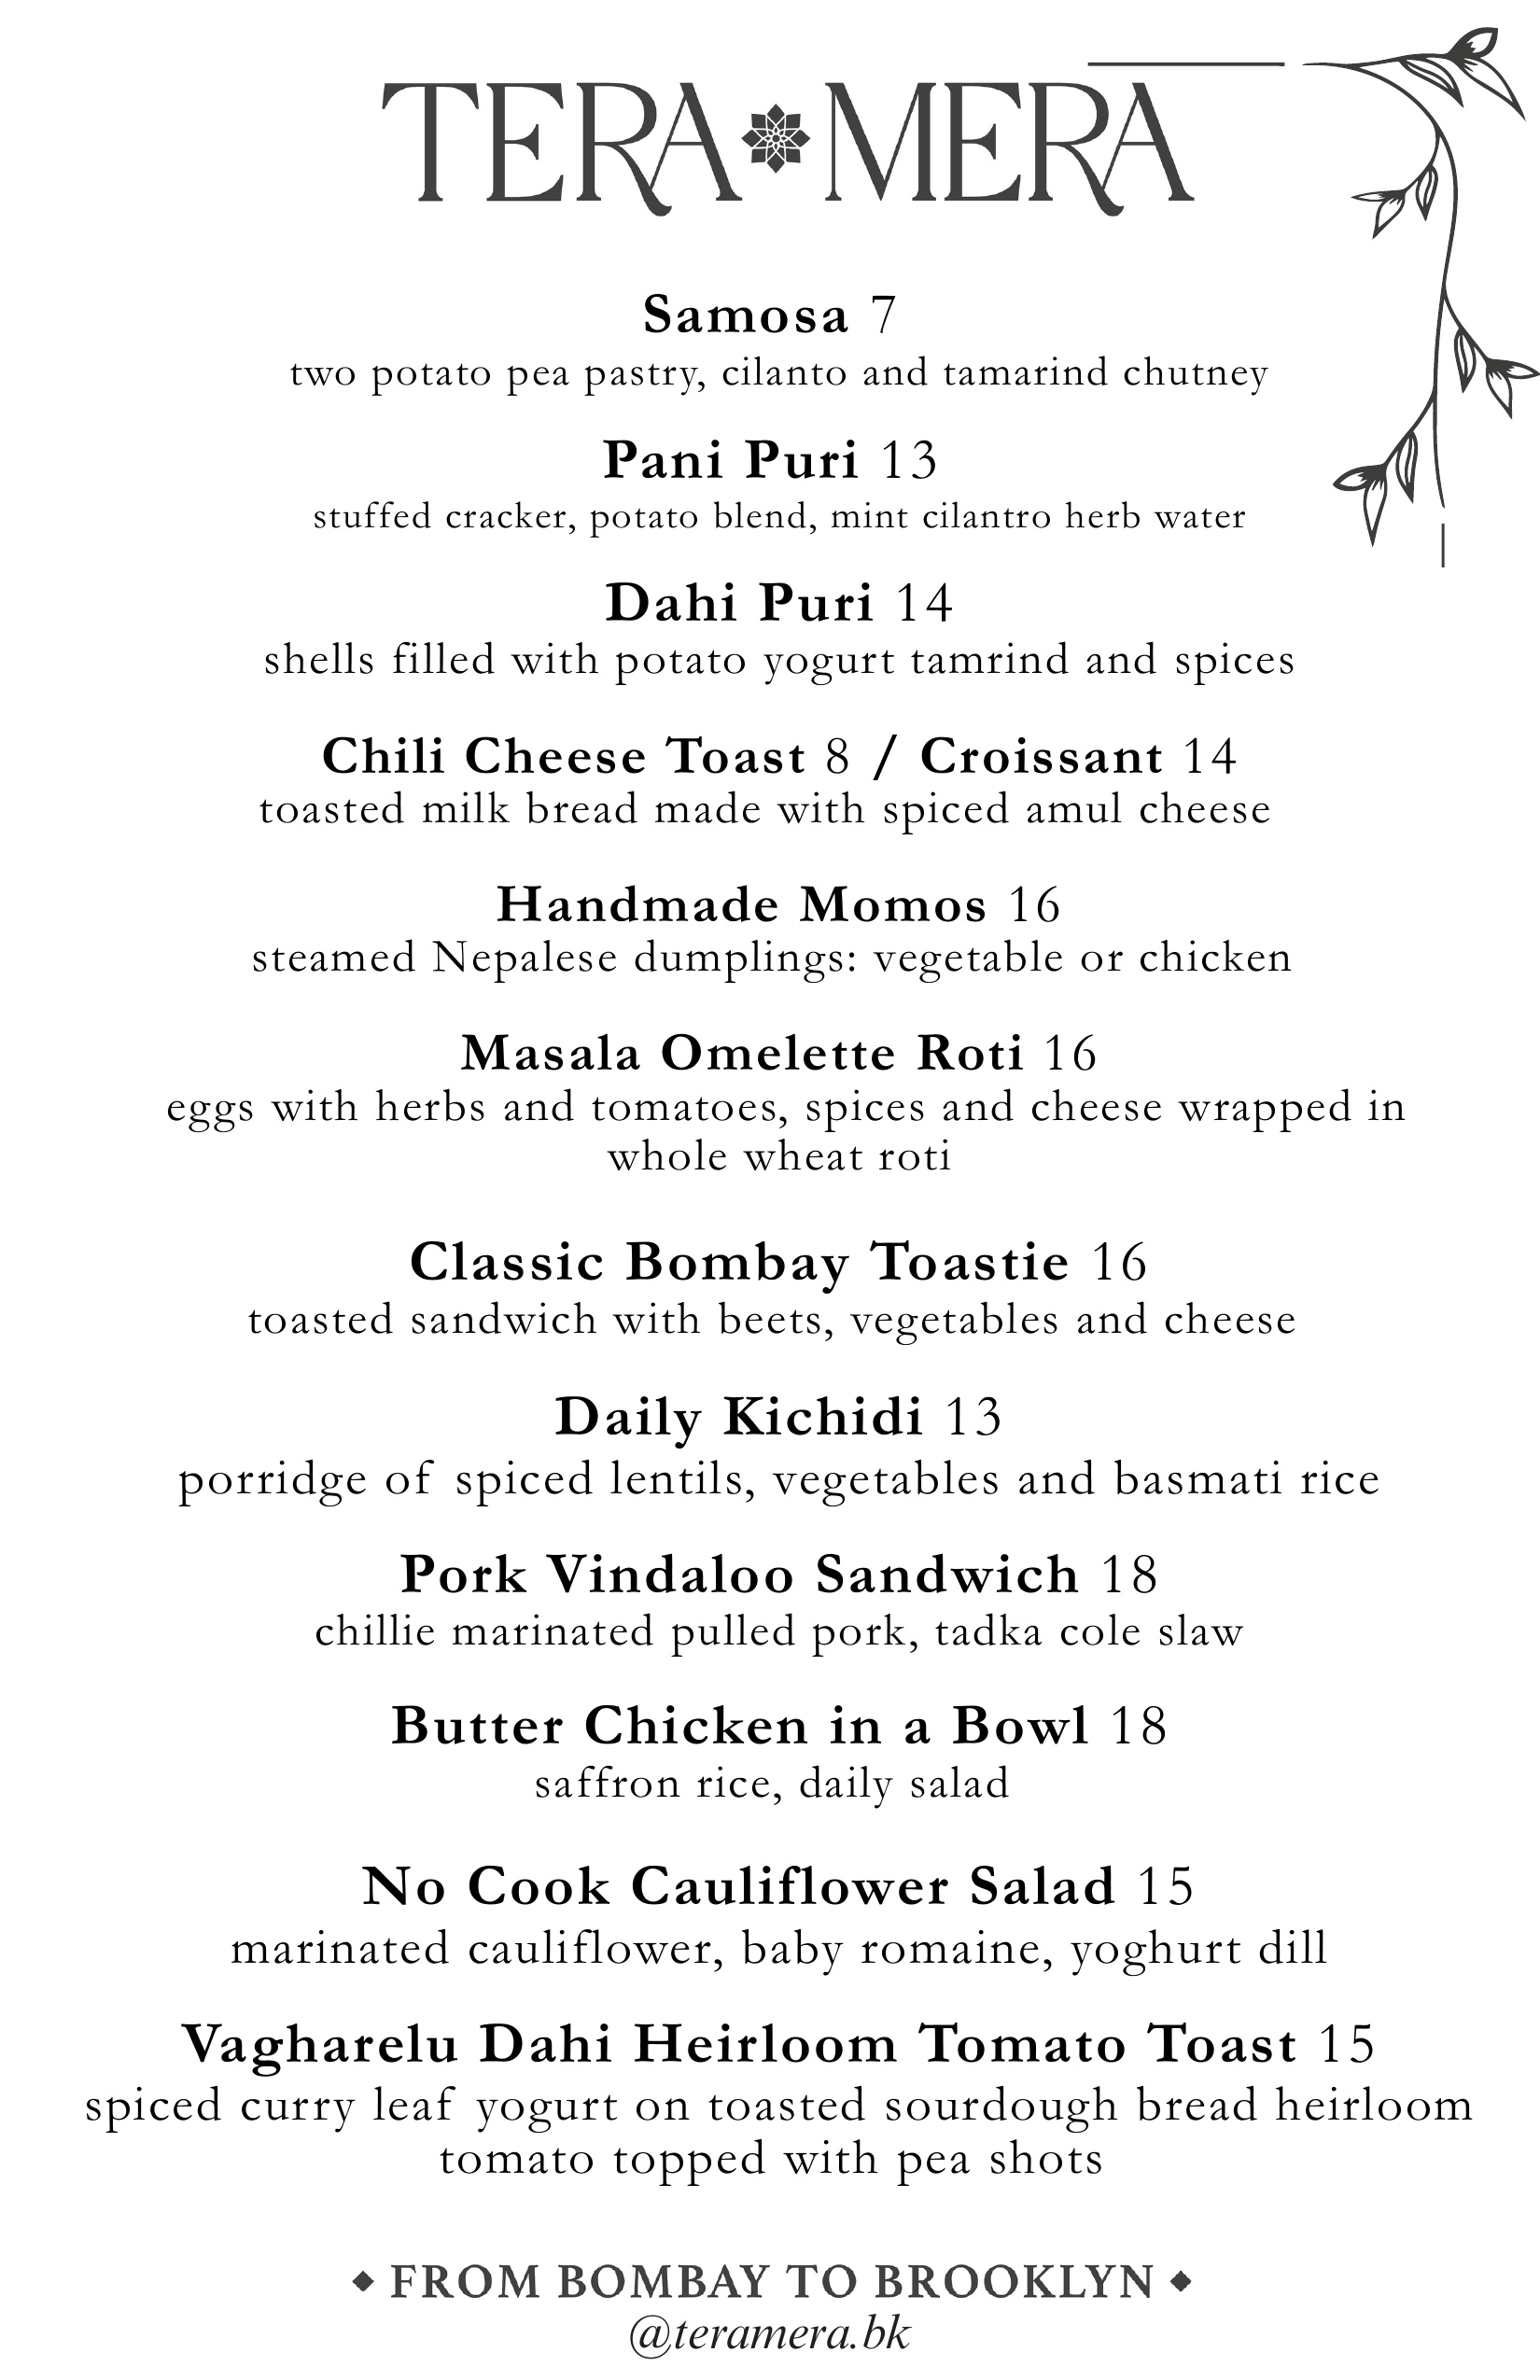 TERA MERA
Samosa 7
two potato pea pastry, cilanto and tamarind chutney
Pani Puri 13
stuffed cracker, potato blend, mint cilantro herb water
Dahi Puri 14
shells filled with potato yogurt tamrind and spices
Chili Cheese Toast 8 / Croissant 14
toasted milk bread made with spiced amul cheese
Handmade Momos 16
steamed Nepalese dumplings: vegetable or chicken
Masala Omelette Roti 16
eggs with herbs and tomatoes, spices and cheese wrapped in
whole wheat roti
Classic Bombay Toastie 16
toasted sandwich with beets, vegetables and cheese
Daily Kichidi 13
porridge of spiced lentils, vegetables and basmati rice
Pork Vindaloo Sandwich 18
chillie marinated pulled pork, tadka cole slaw
Butter Chicken in a Bowl 18
saffron rice, daily salad
No Cook Cauliflower Salad 15
marinated cauliflower, baby romaine, yoghurt dill
Vagharelu Dahi Heirloom Tomato Toast 15
spiced curry leaf yogurt on toasted sourdough bread heirloom
tomato topped with pea shots
◆ FROM BOMBAY TO BROOKLYN ◆
@teramera.bk